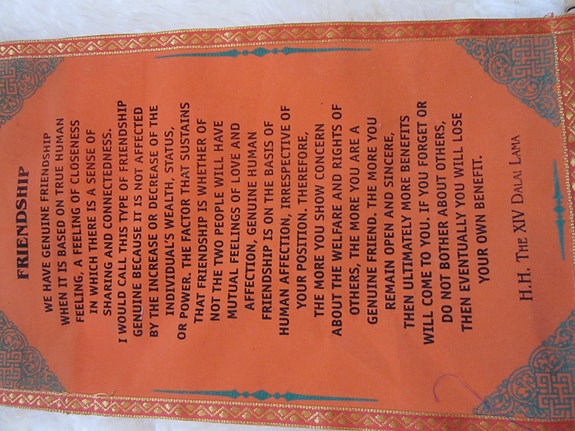 FRIENDSHIP
WE HAVE GENUINE FRIENDSHIP
WHEN IT IS BASED ON TRUE HUMAN
FEELING, A FEELING OF CLOSENESS
IN WHICH THERE IS A SENSE OF
SHARING AND CONNECTEDNESS.
I WOULD CALL THIS TYPE OF FRIENDSHIP
GENUINE BECAUSE IT IS NOT AFFECTED
BY THE INCREASE OR DECREASE OF THE
INDIVIDUAL'S WEALTH, STATUS,
OR POWER. THE FACTOR THAT SUSTAINS
THAT FRIENDSHIP IS WHETHER OF
NOT THE TWO PEOPLE WILL HAVE
MUTUAL FEELINGS OF LOVE AND
AFFECTION, GENUINE HUMAN
FRIENDSHIP IS ON THE BASIS OF
HUMAN AFFECTION, IRRESPECTIVE OF
YOUR POSITION. THEREFORE,
THE MORE YOU SHOW CONCERN
ABOUT THE WELFARE AND RIGHTS OF
OTHERS, THE MORE YOU ARE A
GENUINE FRIEND. THE MORE YOU
REMAIN OPEN AND SINCERE,
THEN ULTIMATELY MORE BENEFITS
WILL COME TO YOU. IF YOU FORGET OR
DO NOT BOTHER ABOUT OTHERS,
THEN EVENTUALLY YOU WILL LOSE
YOUR OWN BENEFIT.
H.H. THE XIV DALAI LAMA